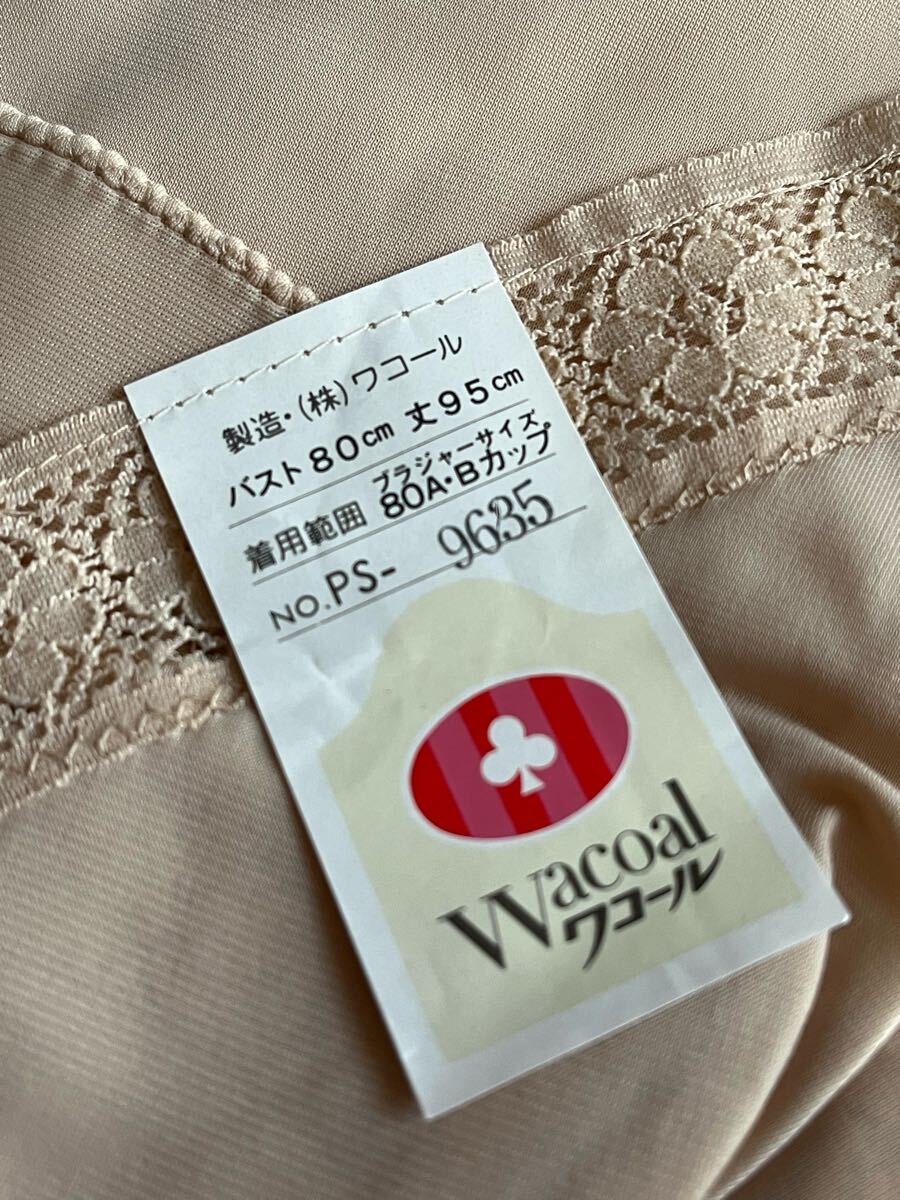 製造・(株)ワコール
バスト80cm 丈95cm
ブラジャーサイズ
着用範囲 80A・Bカップ
NO.PS- 9635
Wacoal
ワコール